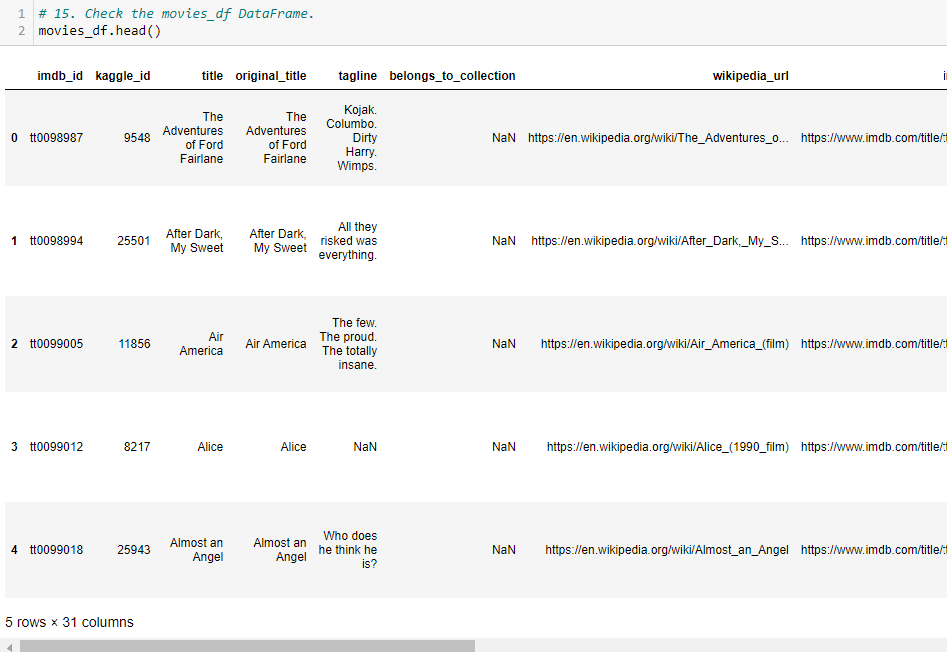 1 # 15. Check the movies_df DataFrame.
2 movies_df.head()
imdb_id kaggle_id title original_title tagline belongs_to_collection wikipedia_url
0 tt0098987 9548 The Adventures of Ford Fairlane The Adventures of Ford Fairlane Kojak. Columbo. Dirty Harry. Wimps. NaN https://en.wikipedia.org/wiki/The_Adventures_o... https://www.imdb.com/title/
1 tt0098994 25501 After Dark, My Sweet After Dark, My Sweet All they risked was everything. NaN https://en.wikipedia.org/wiki/After_Dark,_My_S... https://www.imdb.com/title/
2 tt0099005 11856 Air America Air America The few. The proud. The totally insane. NaN https://en.wikipedia.org/wiki/Air_America_(film) https://www.imdb.com/title/
3 tt0099012 8217 Alice Alice NaN NaN https://en.wikipedia.org/wiki/Alice_(1990_film) https://www.imdb.com/title/
4 tt0099018 25943 Almost an Angel Almost an Angel Who does he think he is? NaN https://en.wikipedia.org/wiki/Almost_an_Angel https://www.imdb.com/title/
5 rows × 31 columns